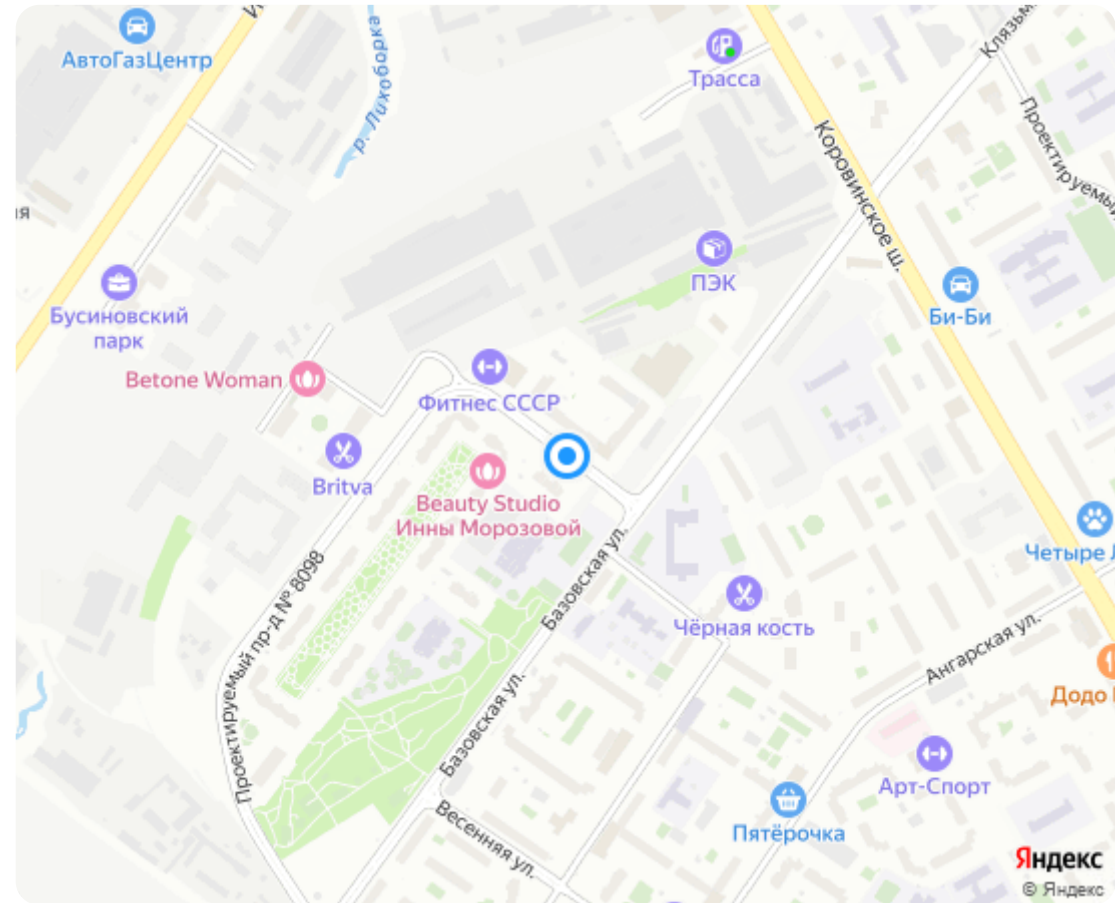 АвтоГазЦентр
р. Лихоборка
Трасса
Клязьм
Проектируемы
Коровинское ш.
я
ПЭК
Бусиновский
парк
Би-Би
Betone Woman
Фитнес СССР
Britva
Beauty Studio
Инны Морозовой
Четыре
Базовская ул.
Проектируемый пр-д № 8098
Чёрная кость
Ангарская ул.
Додо
Базовская ул.
Арт-Спорт
Пятёрочка
Весенняя ул.
Яндекс
© Яндекс